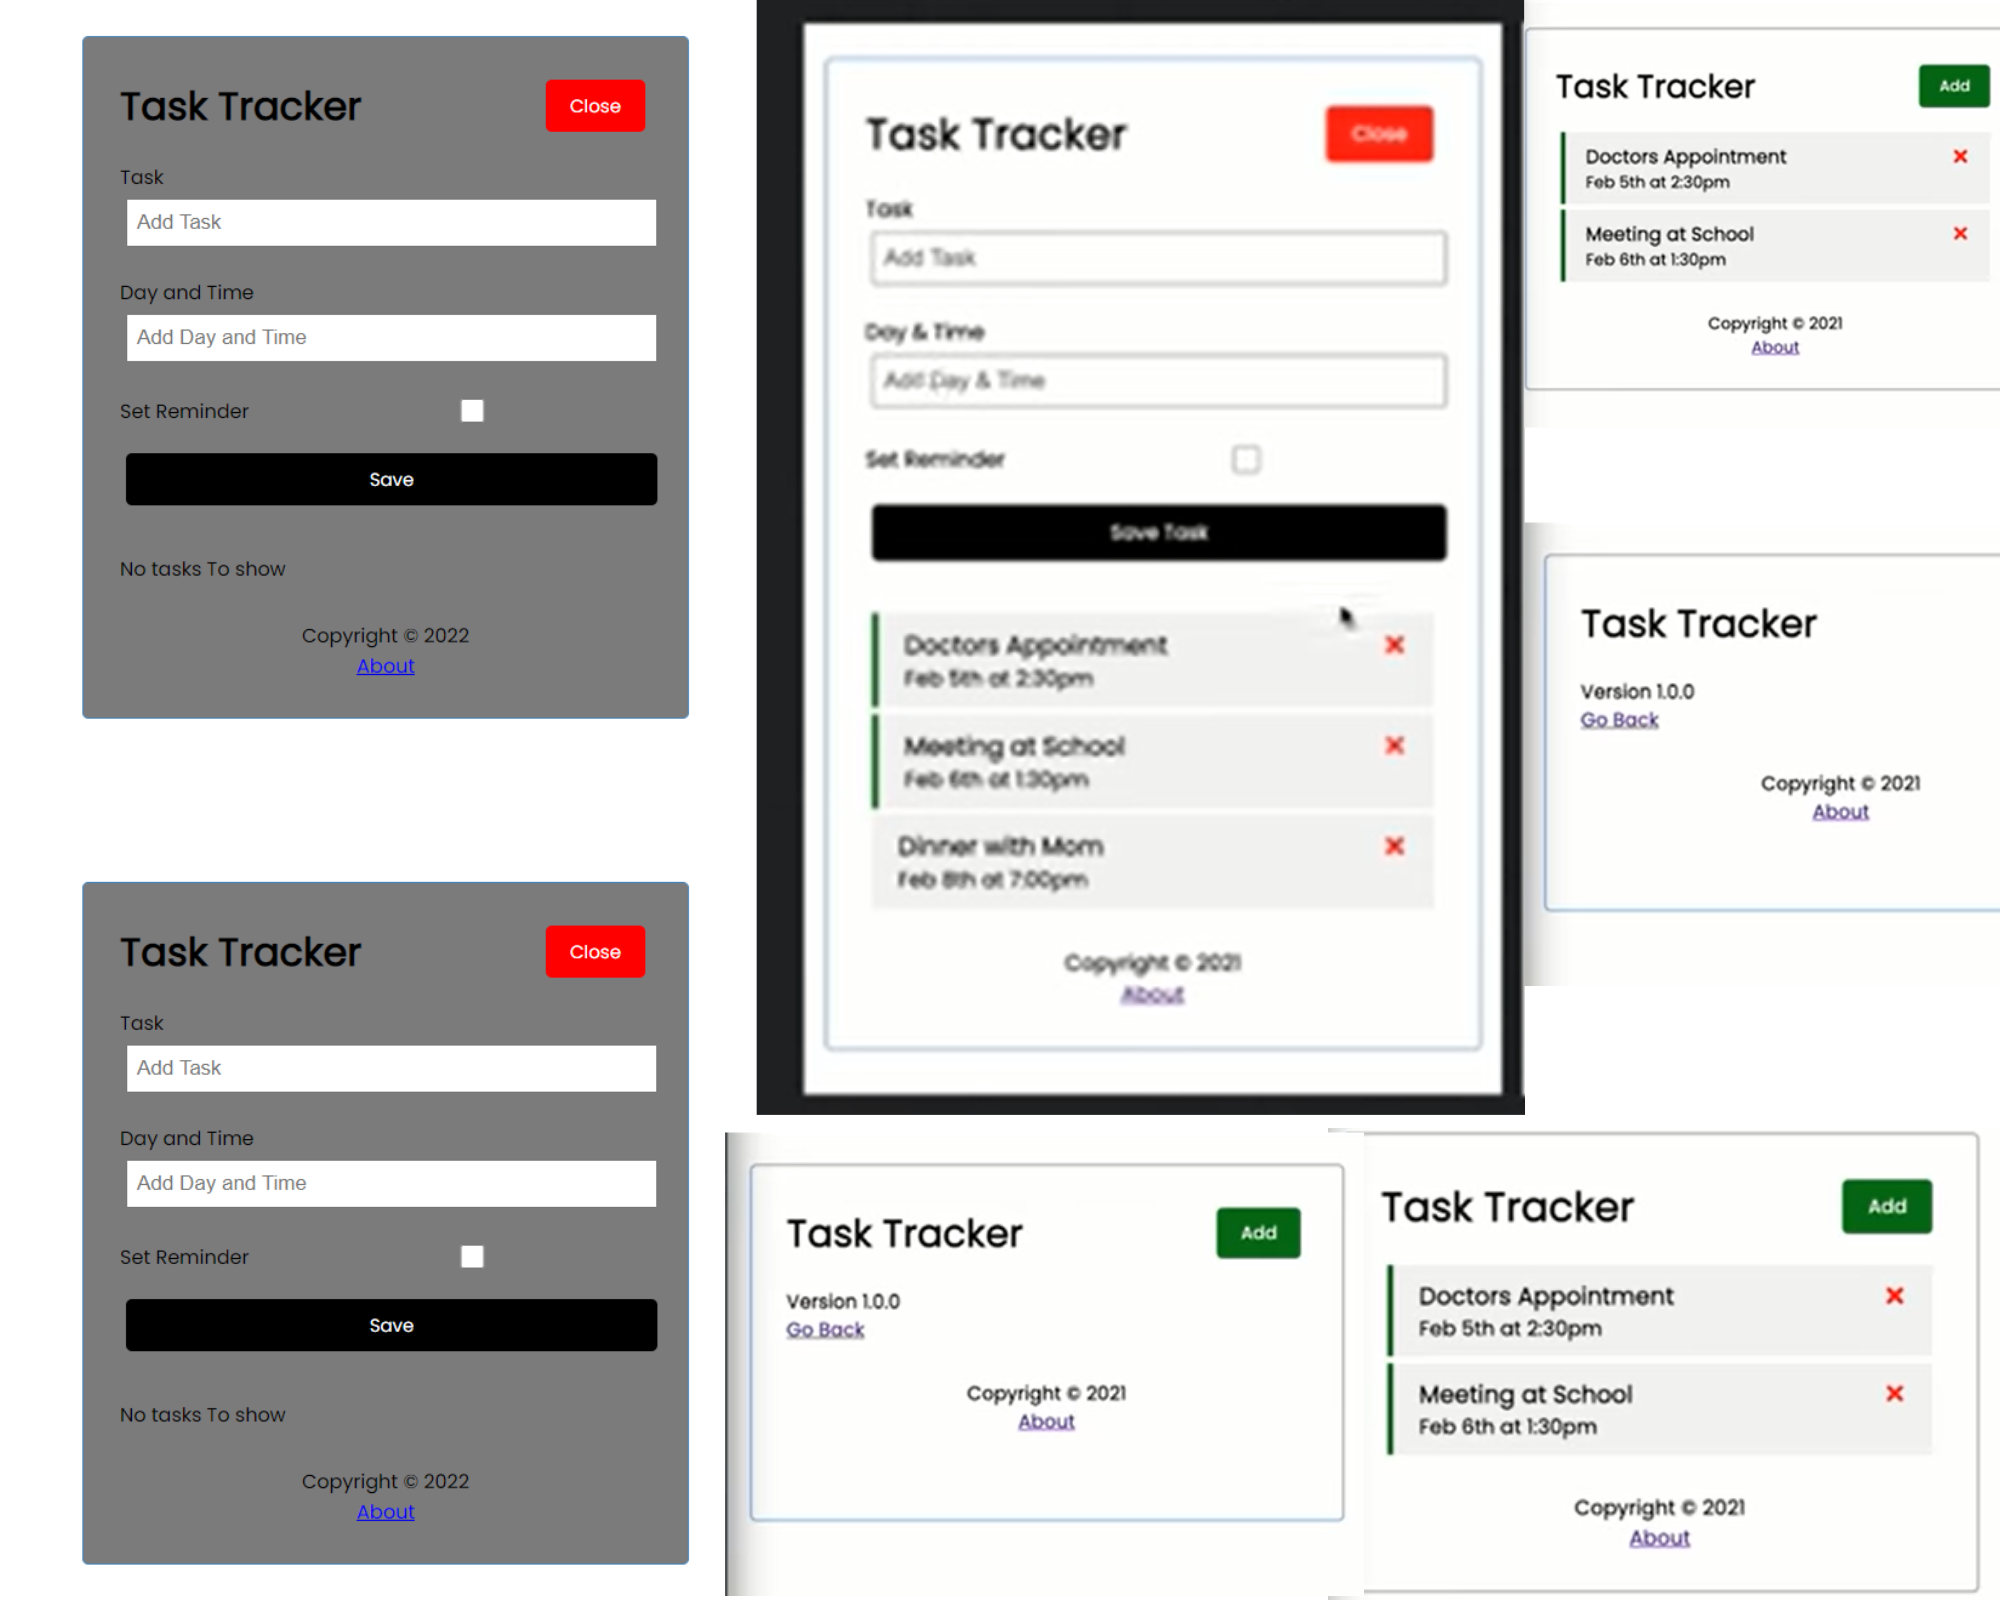 Task Tracker
Close
Task
Add Task
Day and Time
Add Day and Time
Set Reminder
Save
No tasks To show
Copyright © 2022
About
Task Tracker
Close
Task
Add Task
Day and Time
Add Day and Time
Set Reminder
Save
No tasks To show
Copyright © 2022
About
Task Tracker
Close
Task
Add Task
Day & Time
Add Day & Time
Set Reminder
Save Task
Doctors Appointment
Feb 5th at 2:30pm
Meeting at School
Feb 6th at 1:30pm
Dinner with Mom
Feb 8th at 7:00pm
Copyright © 2021
About
Task Tracker
Add
Doctors Appointment
Feb 5th at 2:30pm
Meeting at School
Feb 6th at 1:30pm
Copyright © 2021
About
Task Tracker
Version 1.0.0
Go Back
Copyright © 2021
About
Task Tracker
Add
Version 1.0.0
Go Back
Copyright © 2021
About
Task Tracker
Add
Doctors Appointment
Feb 5th at 2:30pm
Meeting at School
Feb 6th at 1:30pm
Copyright © 2021
About